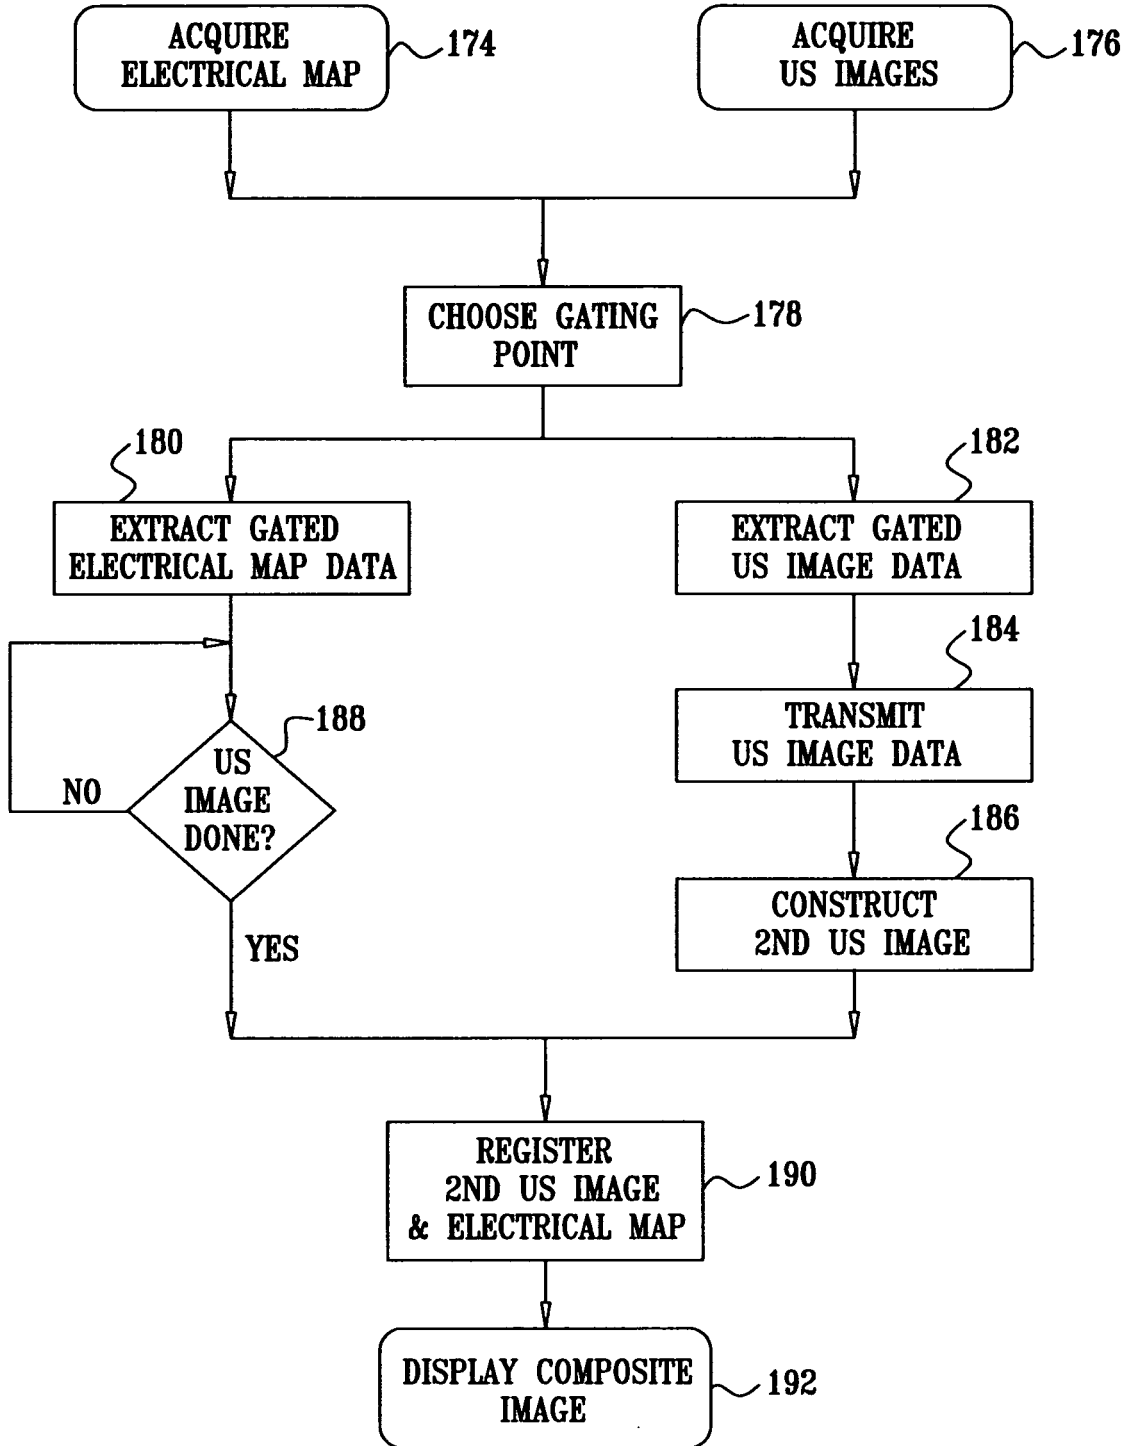 ACQUIRE
ELECTRICAL MAP
174
ACQUIRE
US IMAGES
176
CHOOSE GATING
POINT
178
180
EXTRACT GATED
ELECTRICAL MAP DATA
182
EXTRACT GATED
US IMAGE DATA
184
TRANSMIT
US IMAGE DATA
188
US
IMAGE
DONE?
NO
YES
186
CONSTRUCT
2ND US IMAGE
REGISTER
2ND US IMAGE
& ELECTRICAL MAP
190
DISPLAY COMPOSITE
IMAGE
192